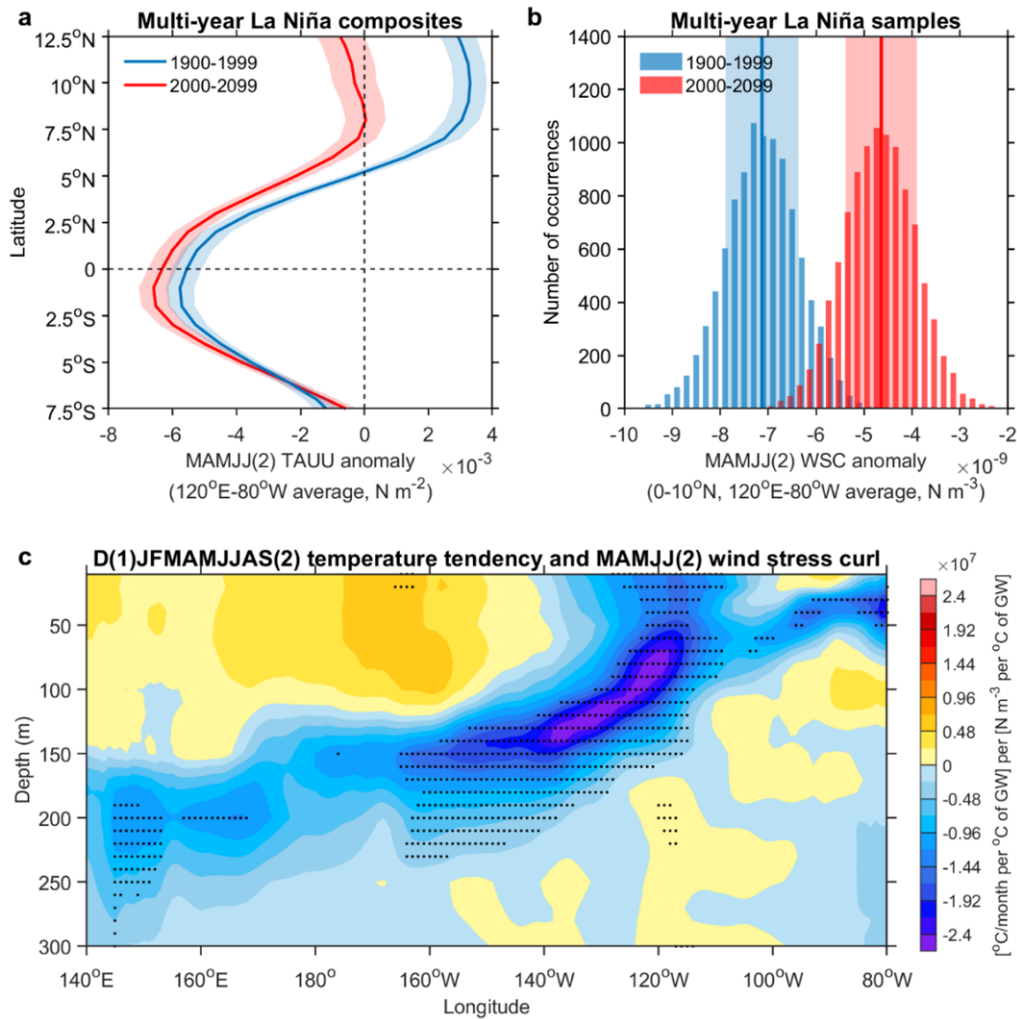 a
Multi-year La Niña composites
12.5°N
10°N
7.5°N
5°N
2.5°N
0
2.5°S
5°S
7.5°S
Latitude
1900-1999
2000-2099
-8 -6 -4 -2 0 2 4
MAMJJ(2) TAUU anomaly ×10⁻³
(120°E-80°W average, N m⁻²)
b
Multi-year La Niña samples
1400
1200
1000
800
600
400
200
0
Number of occurrences
1900-1999
2000-2099
-10 -9 -8 -7 -6 -5 -4 -3 -2
MAMJJ(2) WSC anomaly ×10⁻⁹
(0-10°N, 120°E-80°W average, N m⁻³)
c
D(1)JFMAMJJAS(2) temperature tendency and MAMJJ(2) wind stress curl
50
100
150
200
250
300
Depth (m)
140°E 160°E 180° 160°W 140°W 120°W 100°W 80°W
Longitude
×10⁷
2.4
1.92
1.44
0.96
0.48
0
-0.48
-0.96
-1.44
-1.92
-2.4
[°C/month per °C of GW] per [N m⁻³ per °C of GW]